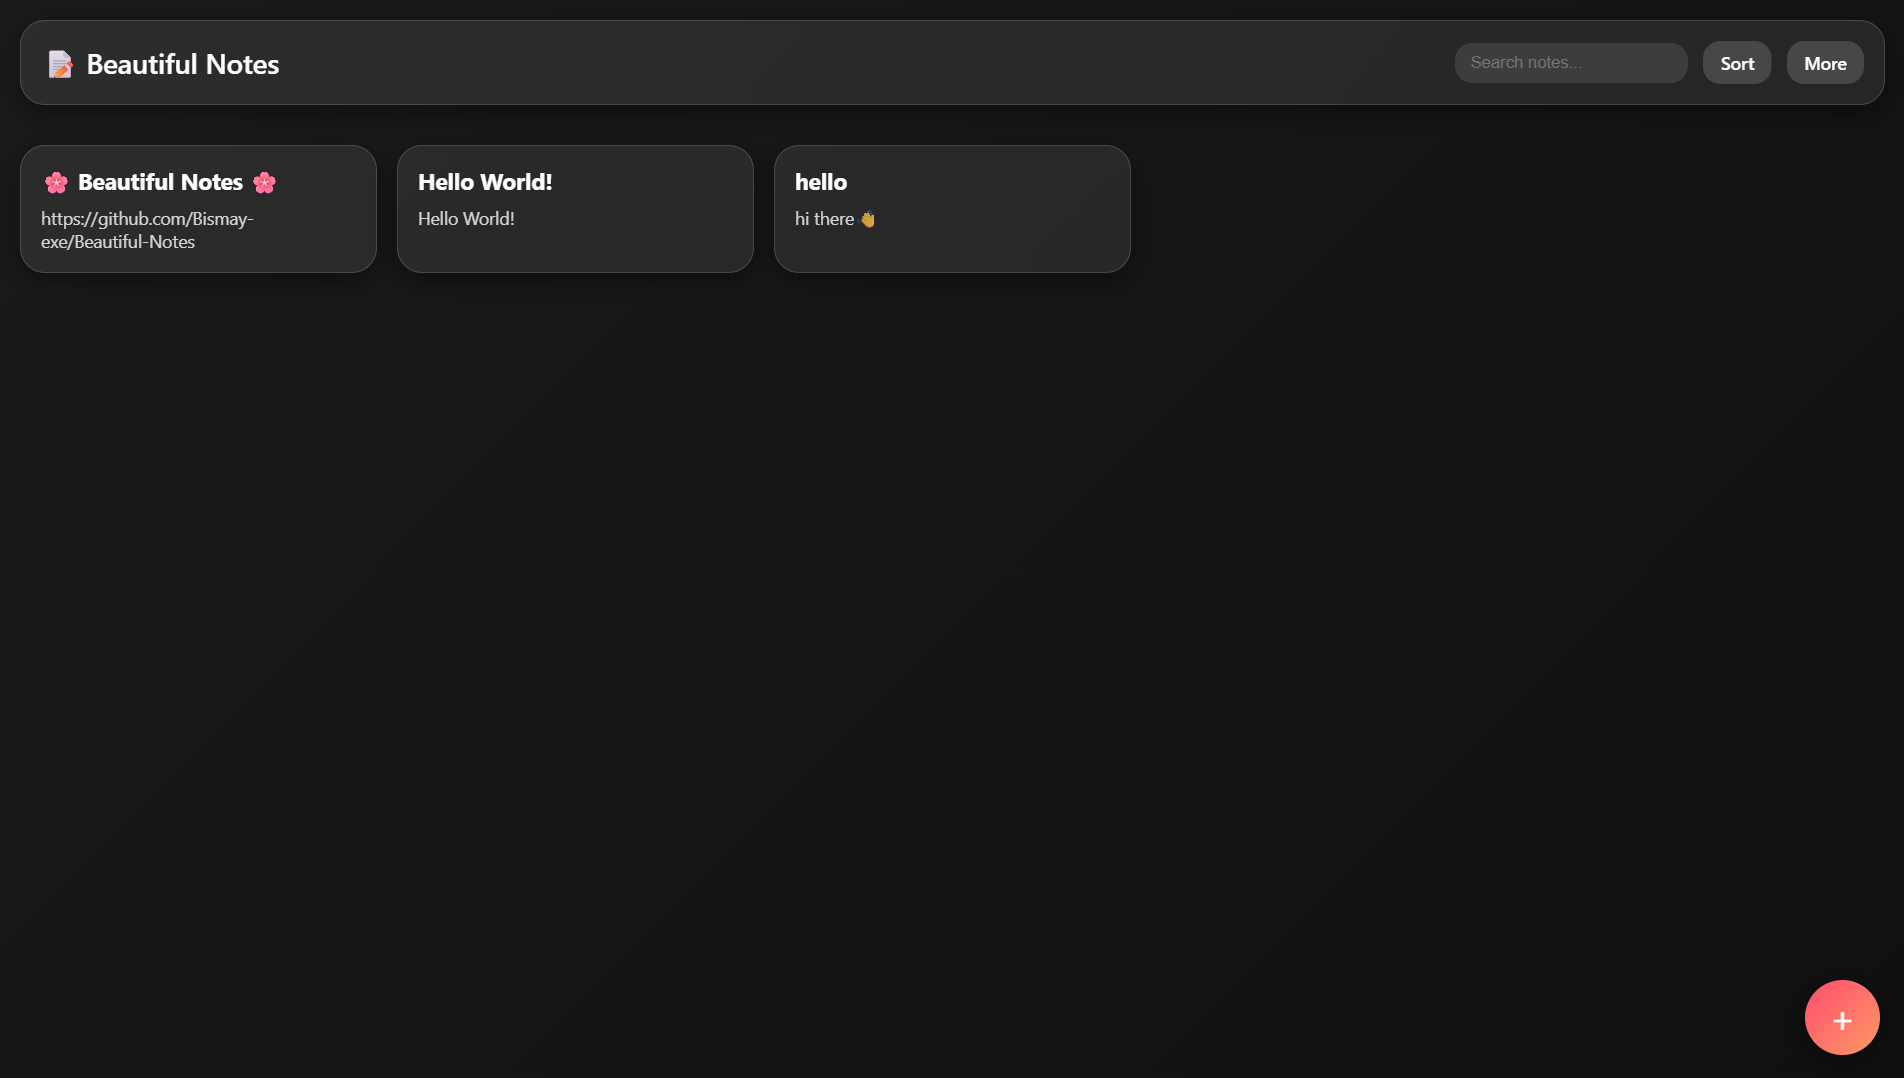 📝 Beautiful Notes
Search notes...
Sort
More
🌸 Beautiful Notes 🌸
https://github.com/Bismay-
exe/Beautiful-Notes
Hello World!
Hello World!
hello
hi there 👋
+